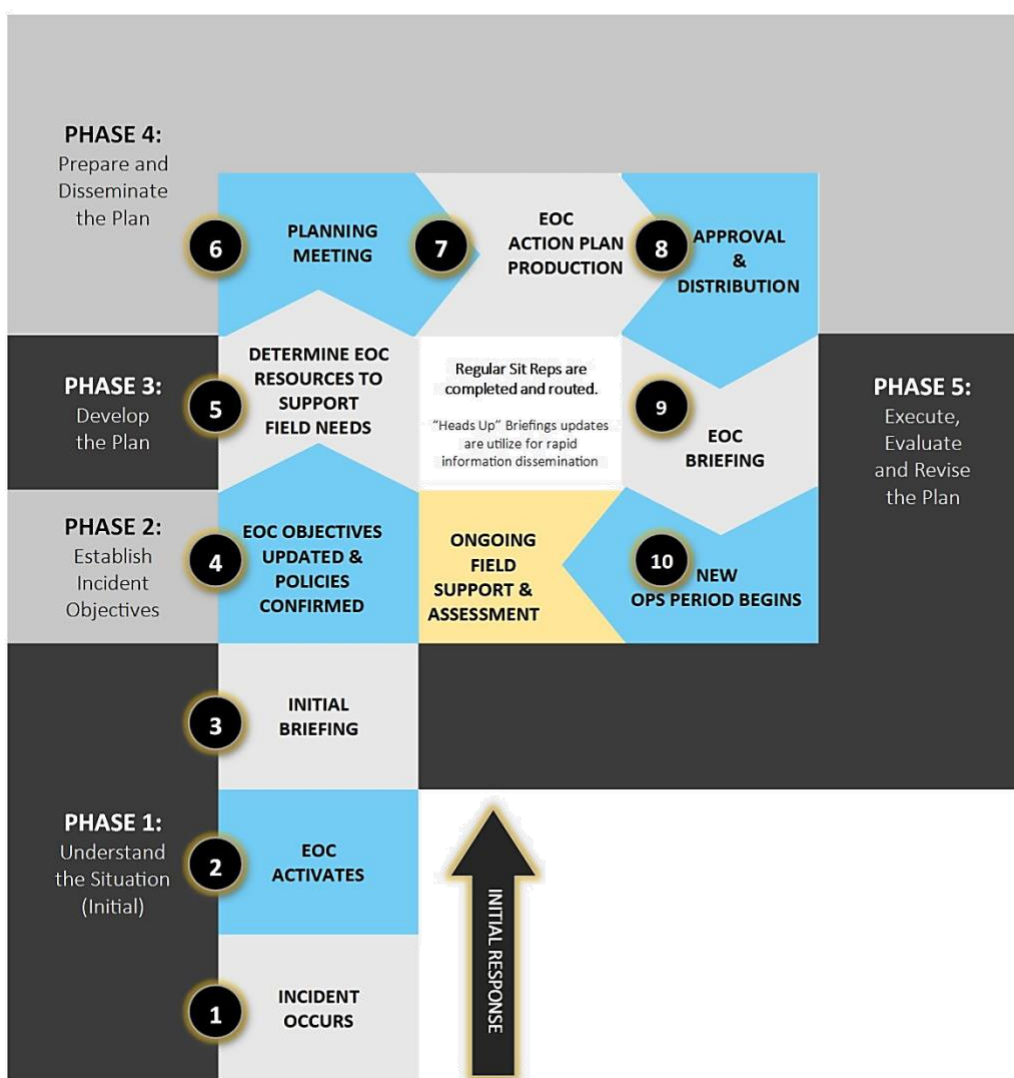 PHASE 4:
Prepare and
Disseminate
the Plan
6
PLANNING
MEETING
7
EOC
ACTION PLAN
PRODUCTION
8
APPROVAL
&
DISTRIBUTION
PHASE 3:
Develop
the Plan
5
DETERMINE EOC
RESOURCES TO
SUPPORT
FIELD NEEDS
Regular Sit Reps are
completed and routed.
“Heads Up” Briefings updates
are utilize for rapid
information dissemination
9
EOC
BRIEFING
PHASE 5:
Execute,
Evaluate
and Revise
the Plan
PHASE 2:
Establish
Incident
Objectives
4
EOC OBJECTIVES
UPDATED &
POLICIES
CONFIRMED
ONGOING
FIELD
SUPPORT &
ASSESSMENT
10
NEW
OPS PERIOD BEGINS
3
INITIAL
BRIEFING
PHASE 1:
Understand
the Situation
(Initial)
2
EOC
ACTIVATES
1
INCIDENT
OCCURS
INITIAL RESPONSE